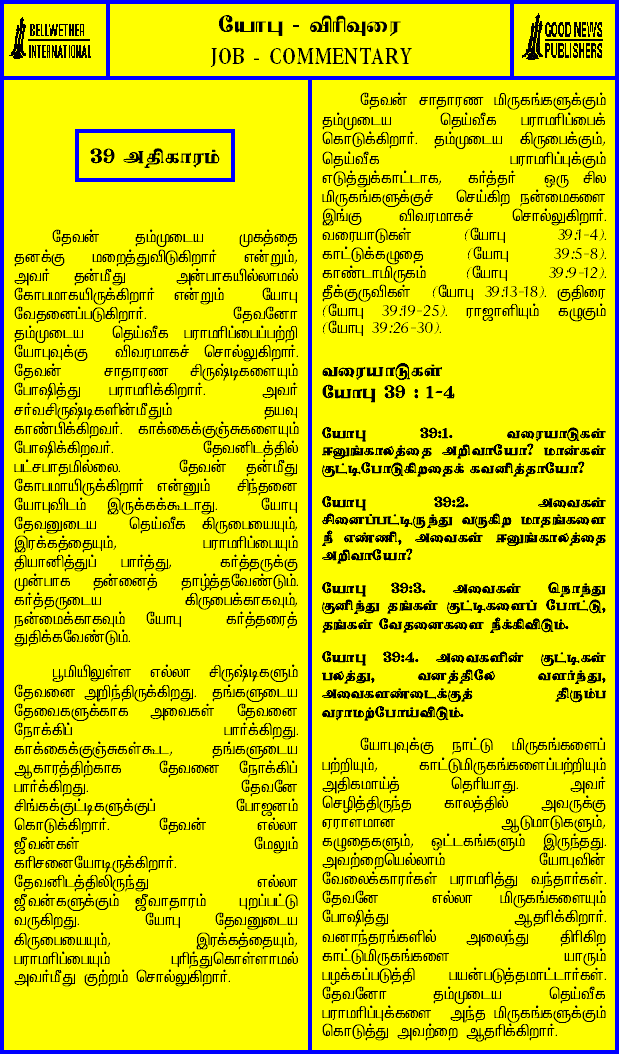 BELLWETHER
INTERNATIONAL
யோபு - விரிவுரை
JOB - COMMENTARY
GOOD NEWS
PUBLISHERS
39 அதிகாரம்
தேவன் தம்முடைய முகத்தை
தனக்கு மறைத்துவிடுகிறார் என்றும்,
அவர் தன்மீது அன்பாகயில்லாமல்
கோபமாகயிருக்கிறார் என்றும் யோபு
வேதனைப்படுகிறார். தேவனோ
தம்முடைய தெய்வீக பராமரிப்பைப்பற்றி
யோபுவுக்கு விவரமாகச் சொல்லுகிறார்.
தேவன் சாதாரண சிருஷ்டிகளையும்
போஷித்து பராமரிக்கிறார். அவர்
சர்வசிருஷ்டிகளின்மீதும் தயவு
காண்பிக்கிறவர். காக்கைக்குஞ்சுகளையும்
போஷிக்கிறவர். தேவனிடத்தில்
பட்சபாதமில்லை. தேவன் தன்மீது
கோபமாயிருக்கிறார் என்னும் சிந்தனை
யோபுவிடம் இருக்கக்கூடாது. யோபு
தேவனுடைய தெய்வீக கிருபையையும்,
இரக்கத்தையும், பராமரிப்பையும்
தியானித்துப் பார்த்து, கர்த்தருக்கு
முன்பாக தன்னைத் தாழ்த்தவேண்டும்.
கர்த்தருடைய கிருபைக்காகவும்,
நன்மைக்காகவும் யோபு கர்த்தரைத்
துதிக்கவேண்டும்.
பூமியிலுள்ள எல்லா சிருஷ்டிகளும்
தேவனை அறிந்திருக்கிறது. தங்களுடைய
தேவைகளுக்காக அவைகள் தேவனை
நோக்கிப் பார்க்கிறது.
காக்கைக்குஞ்சுகள்கூட, தங்களுடைய
ஆகாரத்திற்காக தேவனை நோக்கிப்
பார்க்கிறது. தேவனே
சிங்கக்குட்டிகளுக்குப் போஜனம்
கொடுக்கிறார். தேவன் எல்லா
ஜீவன்கள் மேலும்
கரிசனையோடிருக்கிறார்.
தேவனிடத்திலிருந்து எல்லா
ஜீவன்களுக்கும் ஜீவாதாரம் புறப்பட்டு
வருகிறது. யோபு தேவனுடைய
கிருபையையும், இரக்கத்தையும்,
பராமரிப்பையும் புரிந்துகொள்ளாமல்
அவர்மீது குற்றம் சொல்லுகிறார்.
தேவன் சாதாரண மிருகங்களுக்கும்
தம்முடைய தெய்வீக பராமரிப்பைக்
கொடுக்கிறார். தம்முடைய கிருபைக்கும்,
தெய்வீக பராமரிப்புக்கும்
எடுத்துக்காட்டாக, கர்த்தர் ஒரு சில
மிருகங்களுக்குச் செய்கிற நன்மைகளை
இங்கு விவரமாகச் சொல்லுகிறார்.
வரையாடுகள் (யோபு 39:1-4).
காட்டுக்கழுதை (யோபு 39:5-8).
காண்டாமிருகம் (யோபு 39:9-12).
தீக்குருவிகள் (யோபு 39:13-18). குதிரை
(யோபு 39:19-25). ராஜாளியும் கழுகும்
(யோபு 39:26-30).
வரையாடுகள்
யோபு 39 : 1-4
யோபு 39:1. வரையாடுகள்
ஈனுங்காலத்தை அறிவாயோ? மான்கள்
குட்டிபோடுகிறதைக் கவனித்தாயோ?
யோபு 39:2. அவைகள்
சினைப்பட்டிருந்து வருகிற மாதங்களை
நீ எண்ணி, அவைகள் ஈனுங்காலத்தை
அறிவாயோ?
யோபு 39:3. அவைகள் நொந்து
குனிந்து தங்கள் குட்டிகளைப் போட்டு,
தங்கள் வேதனைகளை நீக்கிவிடும்.
யோபு 39:4. அவைகளின் குட்டிகள்
பலத்து, வனத்திலே வளர்ந்து,
அவைகளண்டைக்குத் திரும்ப
வராமற்போய்விடும்.
யோபுவுக்கு நாட்டு மிருகங்களைப்
பற்றியும், காட்டுமிருகங்களைப்பற்றியும்
அதிகமாய்த் தெரியாது. அவர்
செழித்திருந்த காலத்தில் அவருக்கு
ஏராளமான ஆடுமாடுகளும்,
கழுதைகளும், ஒட்டகங்களும் இருந்தது.
அவற்றையெல்லாம் யோபுவின்
வேலைக்காரர்கள் பராமரித்து வந்தார்கள்.
தேவனே எல்லா மிருகங்களையும்
போஷித்து ஆதரிக்கிறார்.
வனாந்தரங்களில் அலைந்து திரிகிற
காட்டுமிருகங்களை யாரும்
பழக்கப்படுத்தி பயன்படுத்தமாட்டார்கள்.
தேவனோ தம்முடைய தெய்வீக
பராமரிப்புக்களை அந்த மிருகங்களுக்கும்
கொடுத்து அவற்றை ஆதரிக்கிறார்.